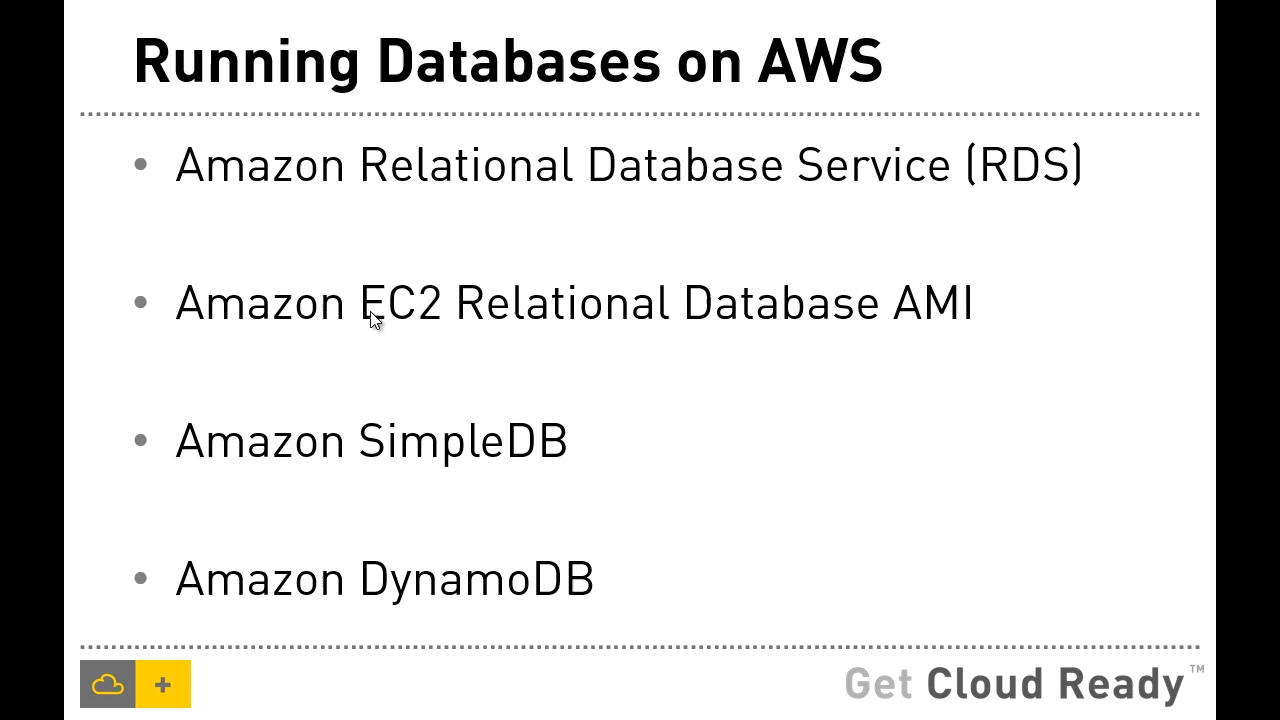 Running Databases on AWS
• Amazon Relational Database Service (RDS)
• Amazon EC2 Relational Database AMI
• Amazon SimpleDB
• Amazon DynamoDB
+
Get Cloud Ready™